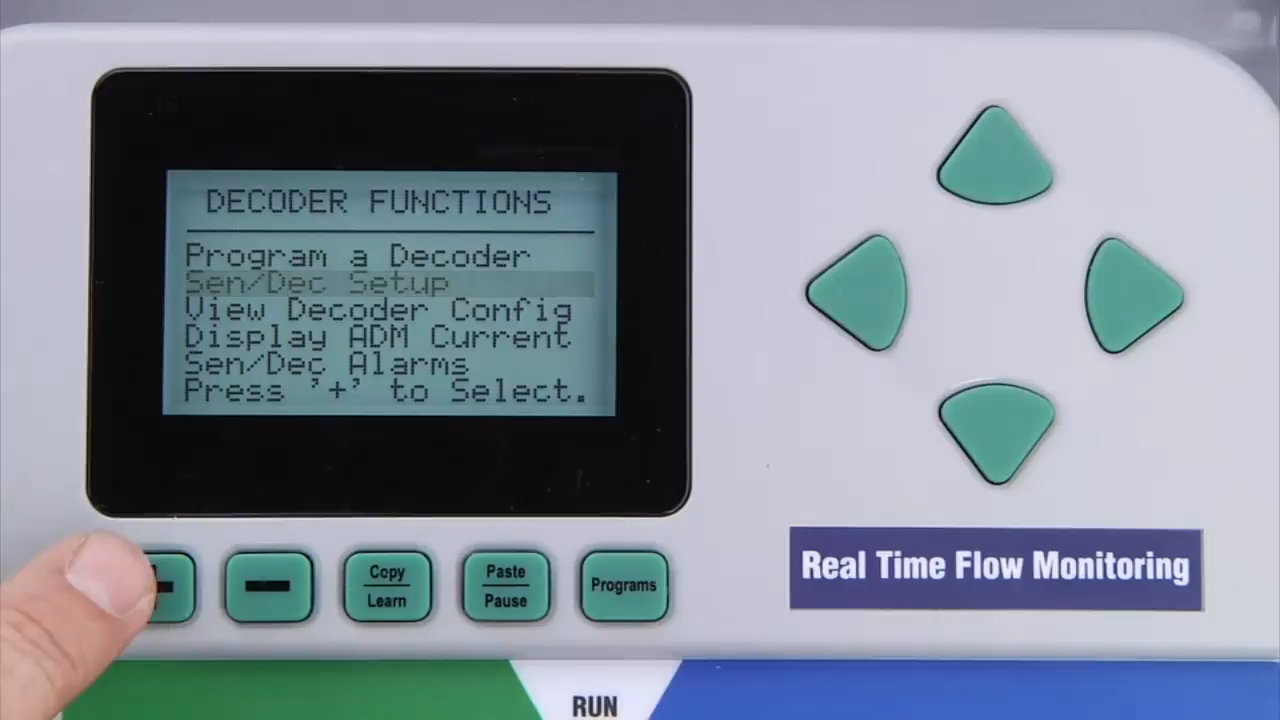 DECODER FUNCTIONS
Program a Decoder
Sen/Dec Setup
View Decoder Config
Display ADM Current
Sen/Dec Alarms
Press '+' to Select.
Copy
Learn
Paste
Pause
Programs
Real Time Flow Monitoring
RUN